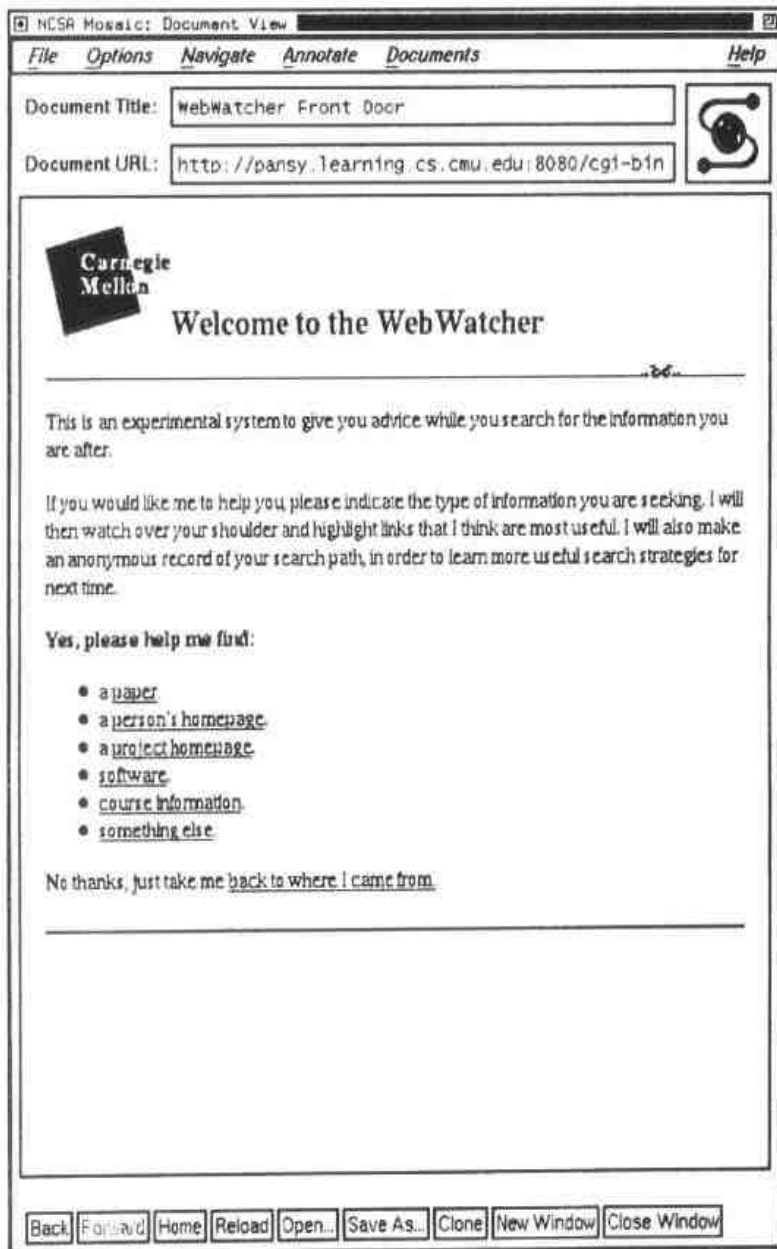 NCSA Mosaic: Document View
File Options Navigate Annotate Documents Help
Document Title: WebWatcher Front Door
Document URL: http://pansy.learning.cs.cmu.edu:8080/cgi-bin
Carnegie
Mellon
Welcome to the WebWatcher
This is an experimental system to give you advice while you search for the information you
are after.
If you would like me to help you, please indicate the type of information you are seeking. I will
then watch over your shoulder and highlight links that I think are most useful. I will also make
an anonymous record of your search path, in order to learn more useful search strategies for
next time.
Yes, please help me find:
• a paper.
• a person's homepage.
• a project homepage.
• software.
• course information.
• something else.
No thanks, just take me back to where I came from.
Back Forward Home Reload Open... Save As... Clone New Window Close Window